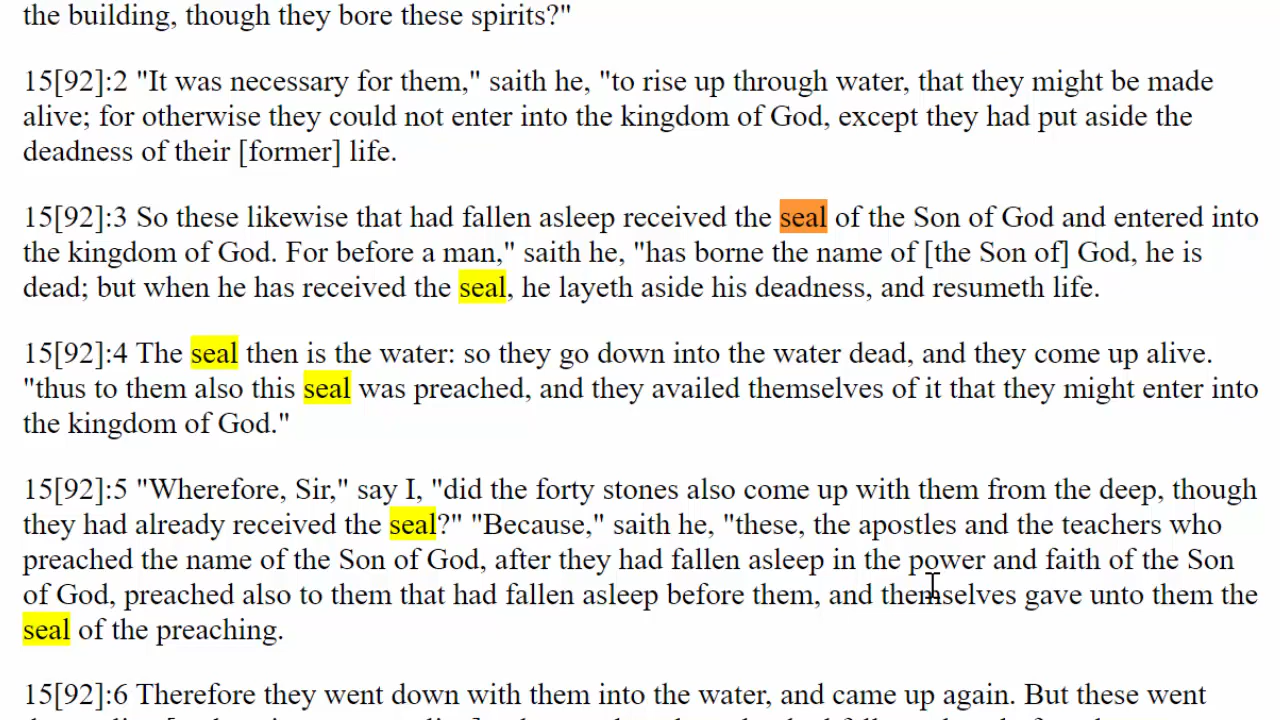 the building, though they bore these spirits?"
15[92]:2 "It was necessary for them," saith he, "to rise up through water, that they might be made
alive; for otherwise they could not enter into the kingdom of God, except they had put aside the
deadness of their [former] life.
15[92]:3 So these likewise that had fallen asleep received the seal of the Son of God and entered into
the kingdom of God. For before a man," saith he, "has borne the name of [the Son of] God, he is
dead; but when he has received the seal, he layeth aside his deadness, and resumeth life.
15[92]:4 The seal then is the water: so they go down into the water dead, and they come up alive.
"thus to them also this seal was preached, and they availed themselves of it that they might enter into
the kingdom of God."
15[92]:5 "Wherefore, Sir," say I, "did the forty stones also come up with them from the deep, though
they had already received the seal?" "Because," saith he, "these, the apostles and the teachers who
preached the name of the Son of God, after they had fallen asleep in the power and faith of the Son
of God, preached also to them that had fallen asleep before them, and themselves gave unto them the
seal of the preaching.
15[92]:6 Therefore they went down with them into the water, and came up again. But these went